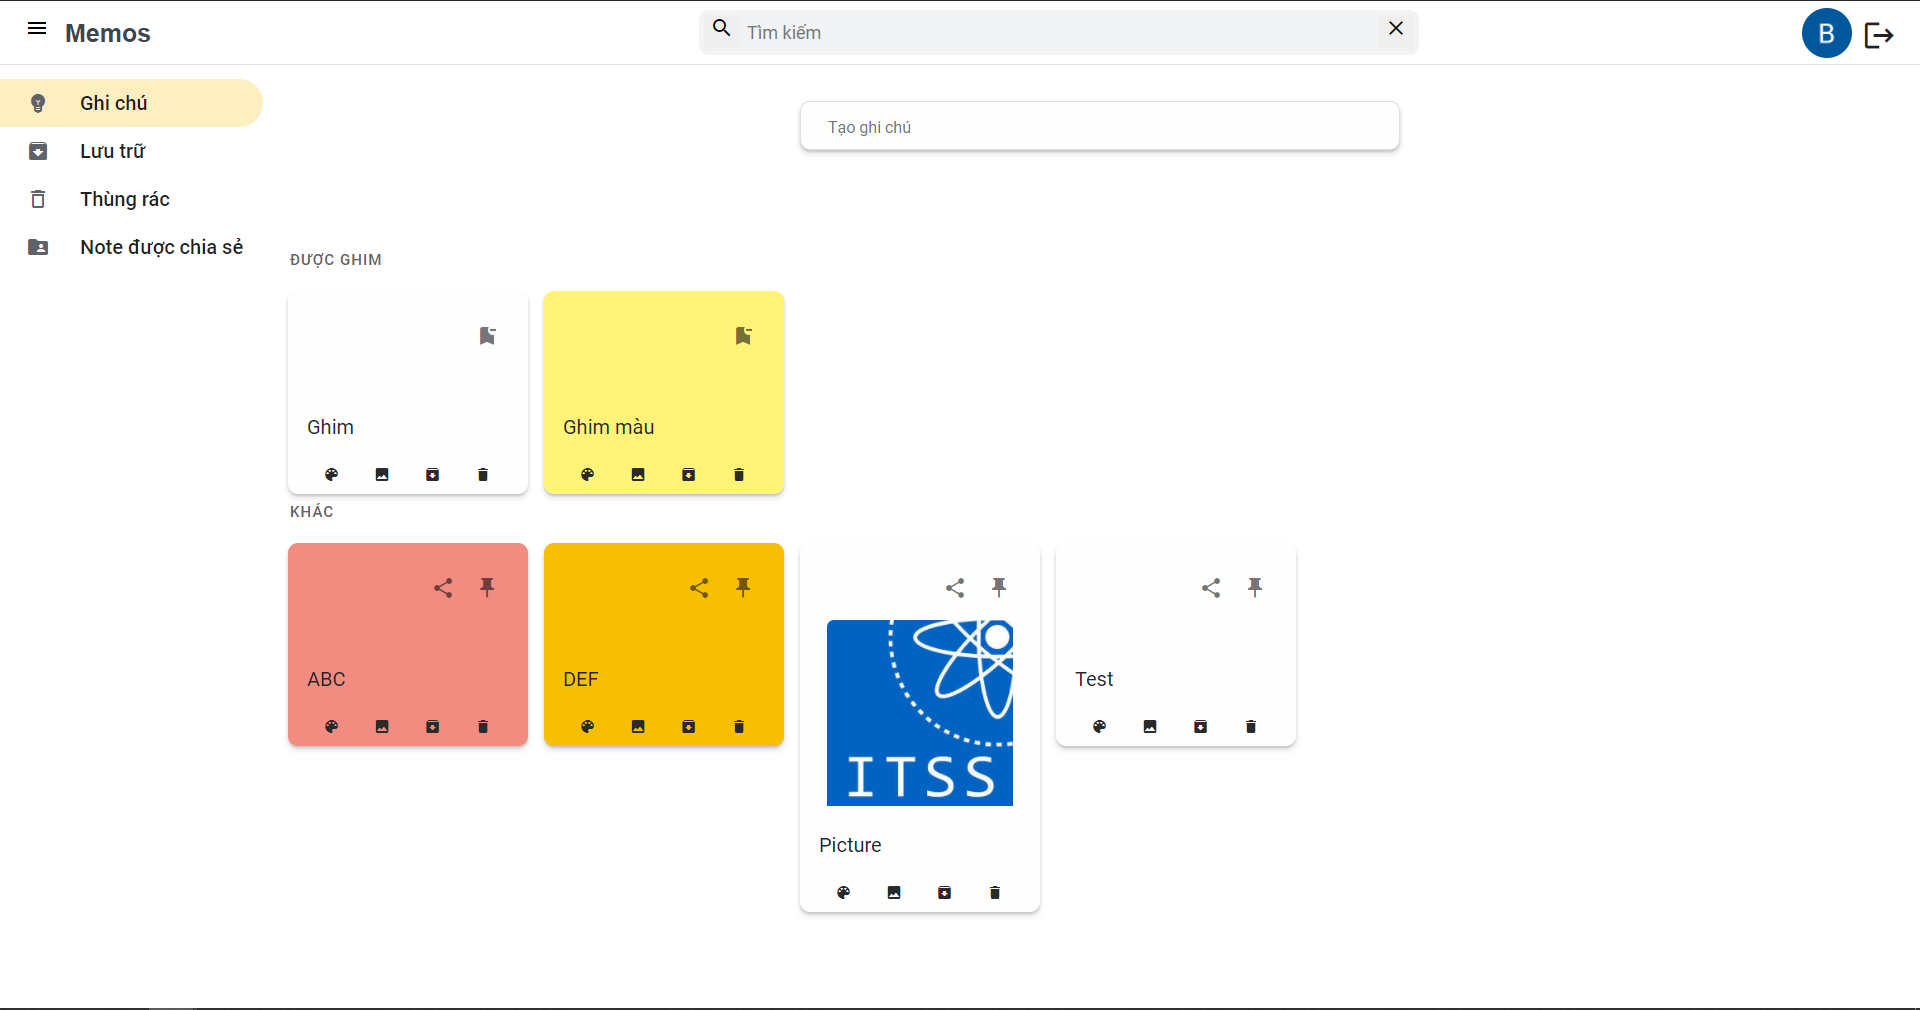 Memos
Tìm kiếm
B
Ghi chú
Lưu trữ
Thùng rác
Note được chia sẻ
Tạo ghi chú
ĐƯỢC GHIM
Ghim
Ghim màu
KHÁC
ABC
DEF
ITSS
Picture
Test